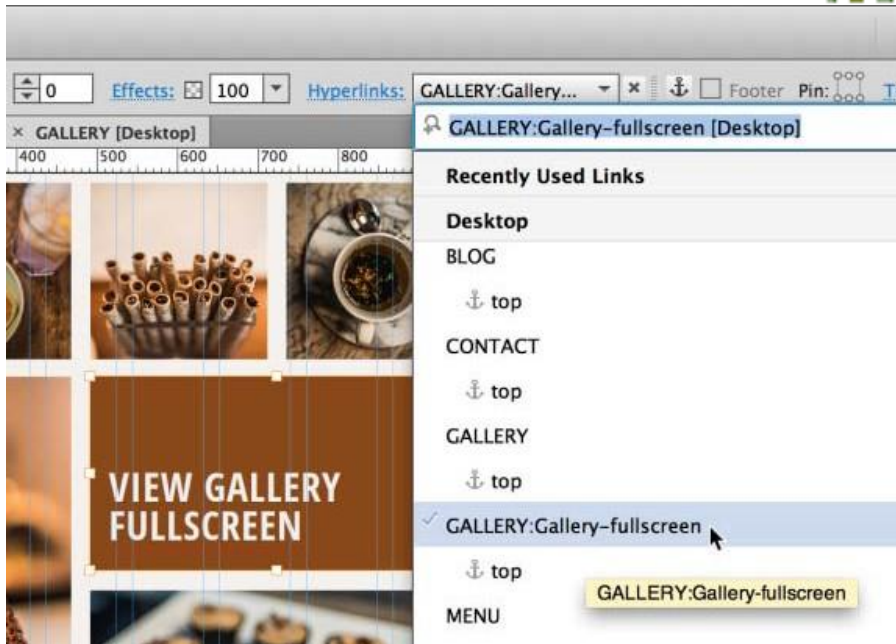 0 Effects: 100 Hyperlinks: GALLERY:Gallery... × Footer Pin:
× GALLERY [Desktop]
GALLERY:Gallery-fullscreen [Desktop]
400 500 600 700 800
Recently Used Links
Desktop
BLOG
top
CONTACT
top
GALLERY
top
VIEW GALLERY
FULLSCREEN
GALLERY:Gallery-fullscreen
top
GALLERY:Gallery-fullscreen
MENU